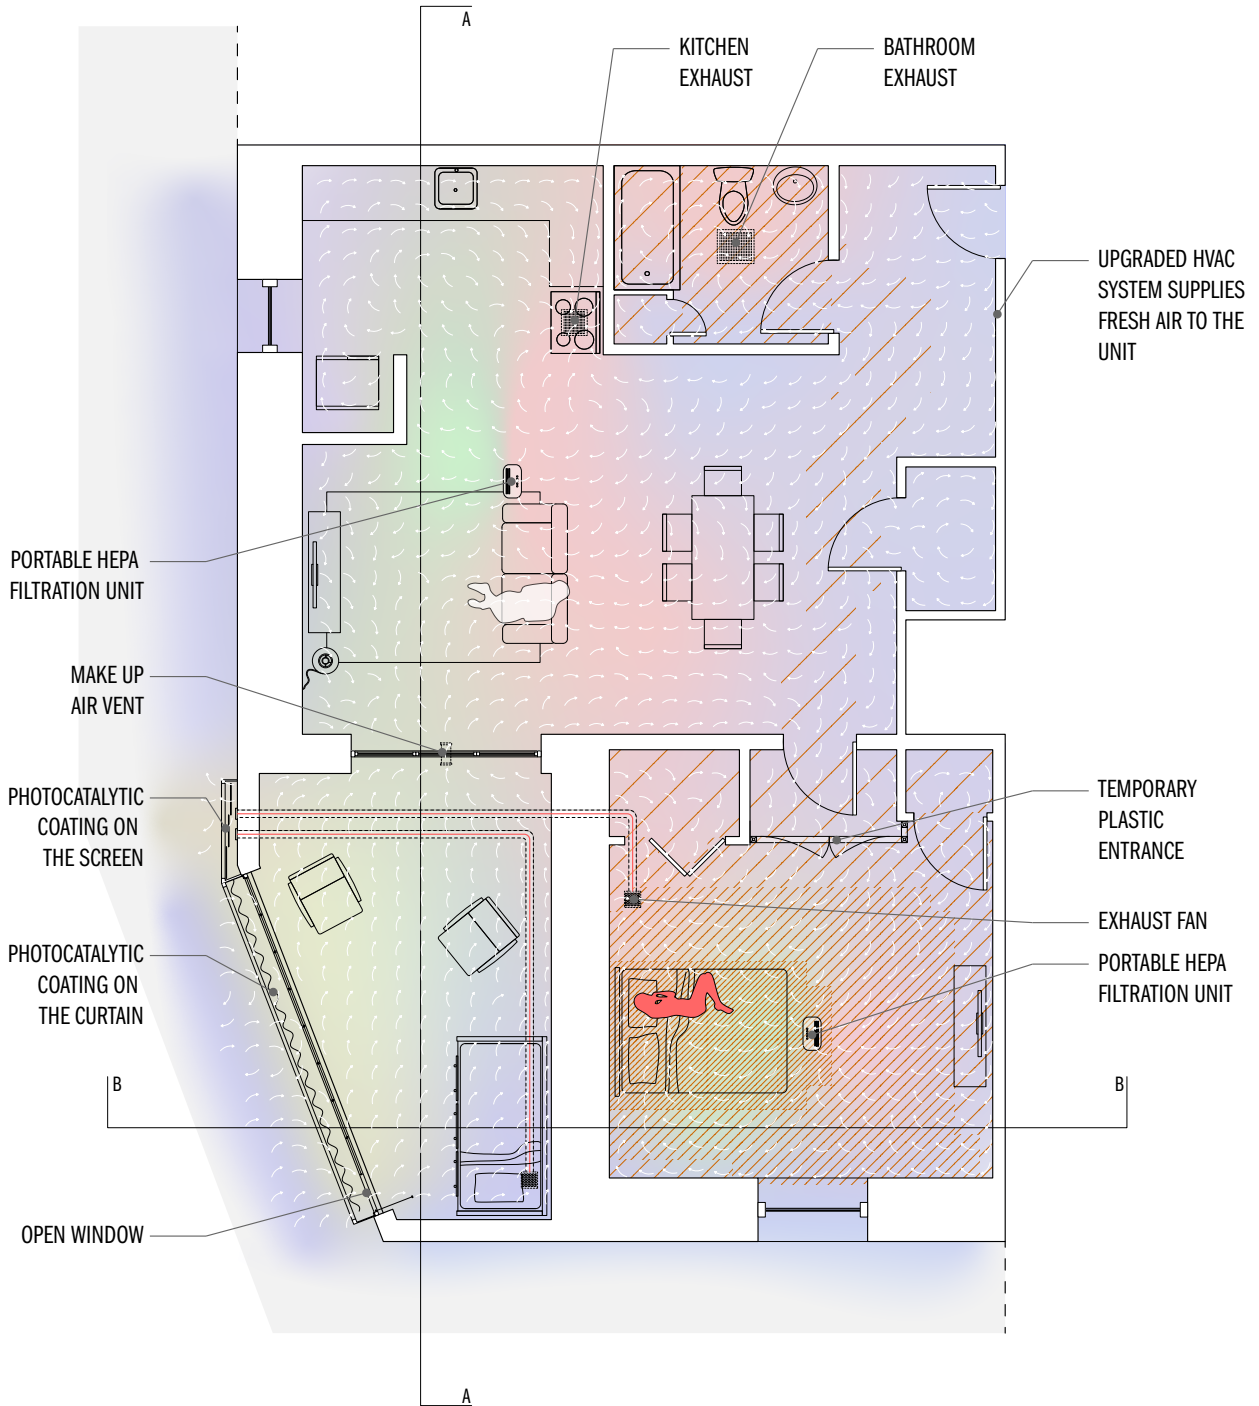 A
KITCHEN
EXHAUST
BATHROOM
EXHAUST
UPGRADED HVAC
SYSTEM SUPPLIES
FRESH AIR TO THE
UNIT
PORTABLE HEPA
FILTRATION UNIT
MAKE UP
AIR VENT
PHOTOCATALYTIC
COATING ON
THE SCREEN
TEMPORARY
PLASTIC
ENTRANCE
EXHAUST FAN
PHOTOCATALYTIC
COATING ON
THE CURTAIN
PORTABLE HEPA
FILTRATION UNIT
B
B
OPEN WINDOW
A